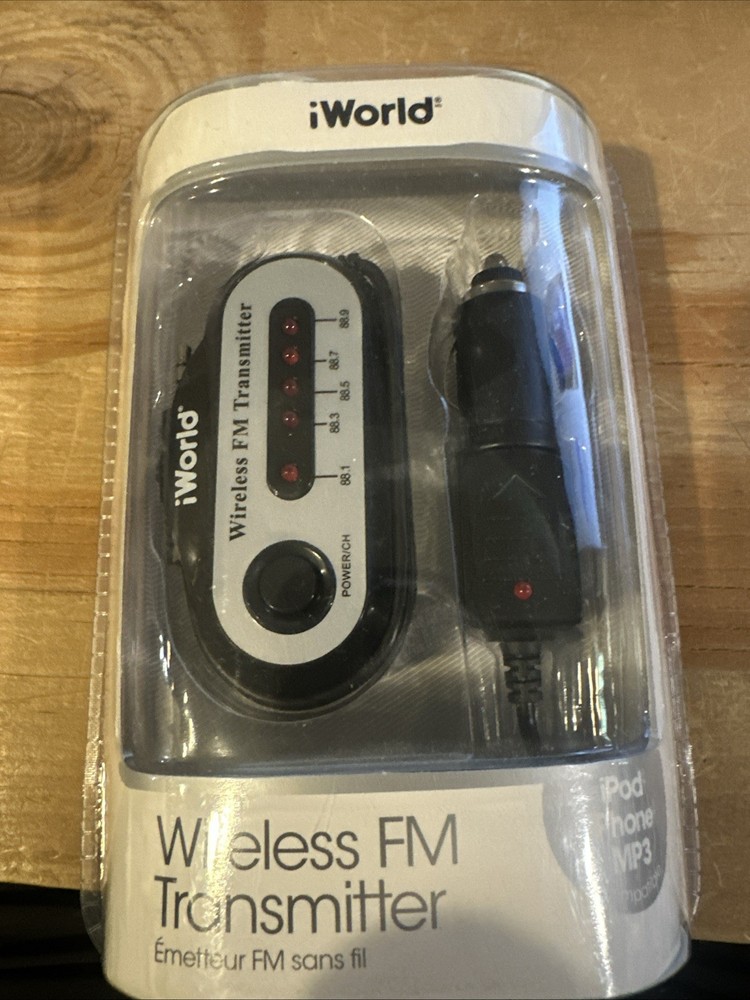 iWorld®
iWorld®
Wireless FM Transmitter
88.9
88.7
88.5
88.3
88.1
POWER/CH
Wireless FM
Transmitter
Émetteur FM sans fil
iPod
iPhone
MP3